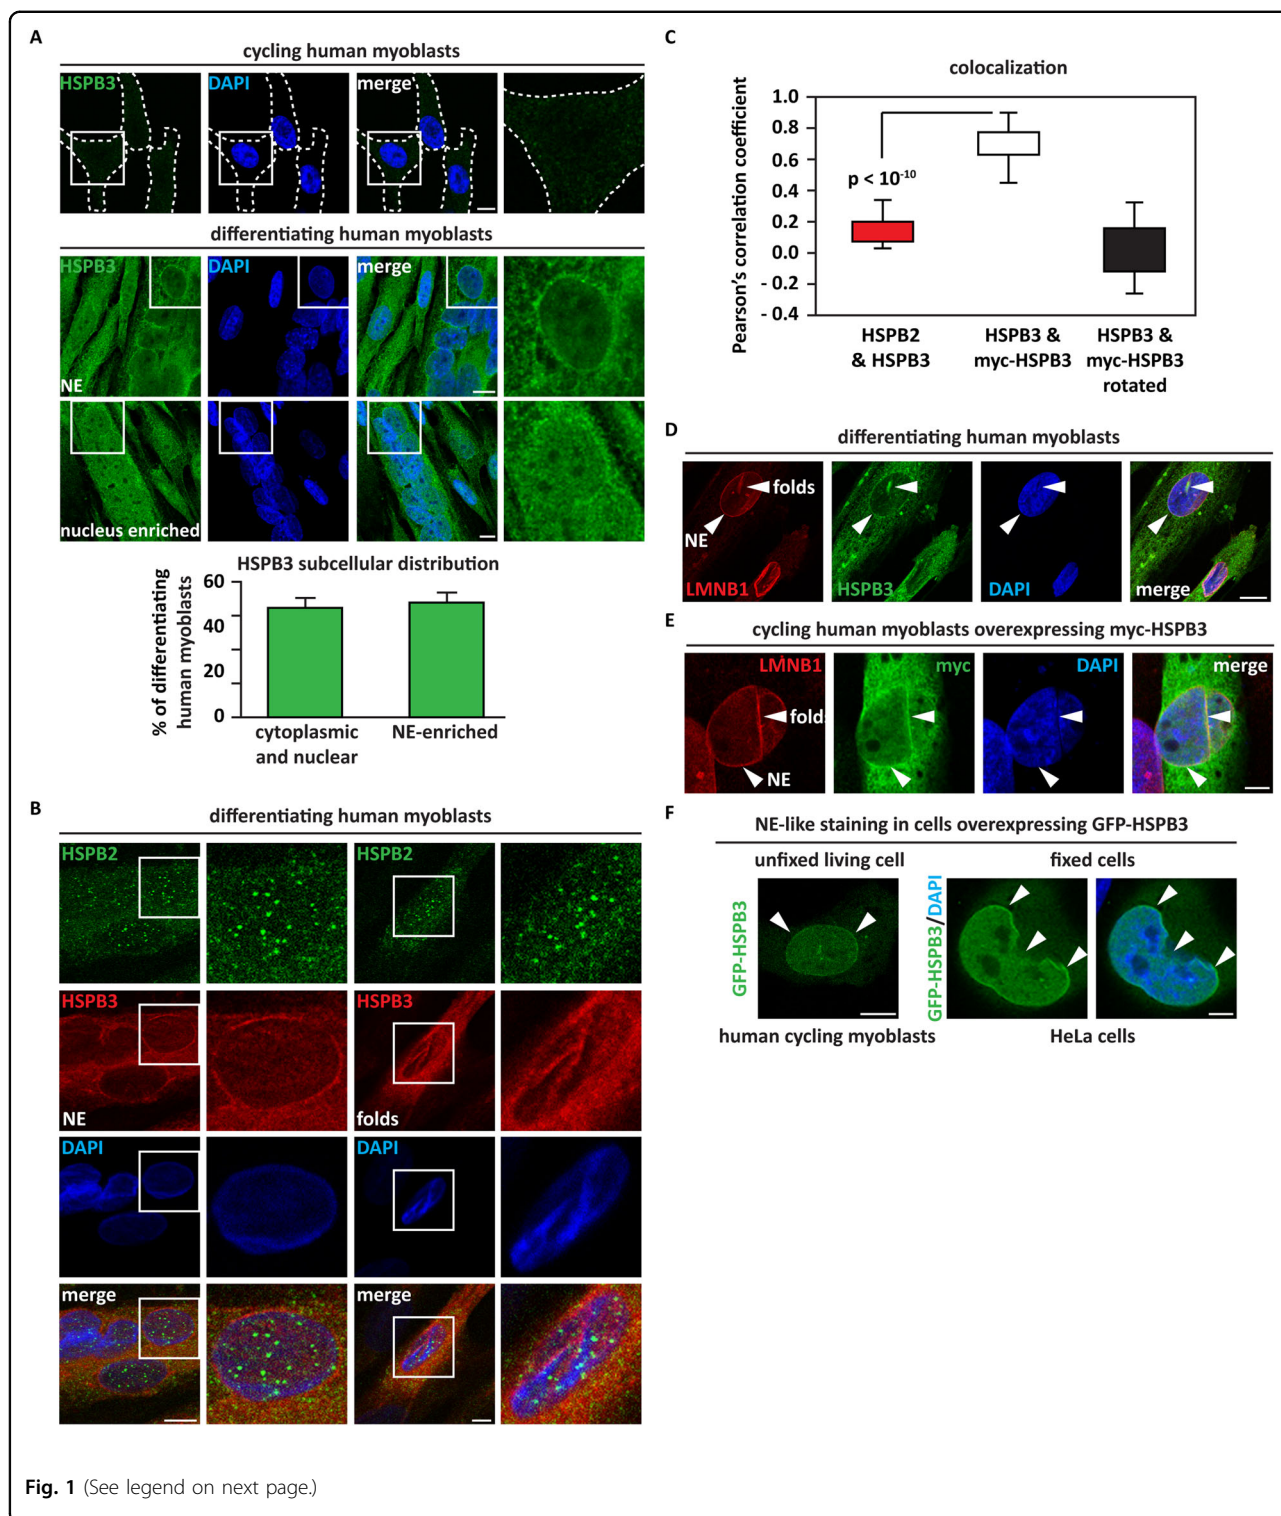 A
cycling human myoblasts
HSPB3
DAPI
merge
differentiating human myoblasts
HSPB3
DAPI
merge
NE
nucleus enriched
HSPB3 subcellular distribution
% of differentiating
human myoblasts
60
40
20
0
cytoplasmic
and nuclear
NE-enriched
B
differentiating human myoblasts
HSPB2
HSPB2
HSPB3
HSPB3
NE
folds
DAPI
DAPI
merge
merge
C
colocalization
Pearson's correlation coefficient
1.0
0.8
0.6
0.4
0.2
0.0
- 0.2
- 0.4
p < 10⁻¹⁰
HSPB2
& HSPB3
HSPB3 &
myc-HSPB3
HSPB3 &
myc-HSPB3
rotated
D
differentiating human myoblasts
folds
NE
LMNB1
HSPB3
DAPI
merge
E
cycling human myoblasts overexpressing myc-HSPB3
LMNB1
myc
DAPI
merge
folds
NE
F
NE-like staining in cells overexpressing GFP-HSPB3
unfixed living cell
fixed cells
GFP-HSPB3
GFP-HSPB3/DAPI
human cycling myoblasts
HeLa cells
Fig. 1 (See legend on next page.)